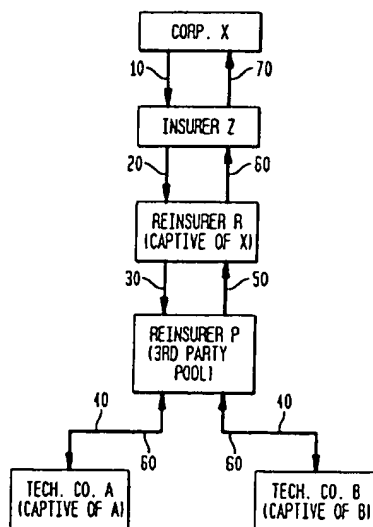 CORP. X
10
70
INSURER Z
20
60
REINSURER R
(CAPTIVE OF X)
30
50
REINSURER P
(3RD PARTY
POOL)
40
40
60
60
TECH. CO. A
(CAPTIVE OF A)
TECH. CO. B
(CAPTIVE OF B)